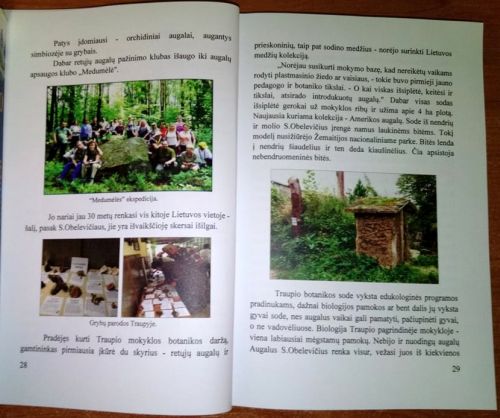 Patys įdomiausi - orchidiniai augalai, augantys
simbiozėje su grybais.
Dabar retųjų augalų pažinimo klubas išaugo iki augalų
apsaugos klubo „Medumėlė".
„Medumėlės" ekspedicija.
Jo nariai jau 30 metų renkasi vis kitoje Lietuvos vietoje -
šalį, pasak S.Obelevičiaus, jie yra išvaikščioję skersai išilgai.
Grybų parodos Traupyje.
Pradėjęs kurti Traupio mokyklos botanikos daržą,
gamtininkas pirmiausia įkūrė du skyrius - retųjų augalų ir
28
prieskoninių, taip pat sodino medžius - norėjo surinkti Lietuvos
medžių kolekciją.
„Norėjau susikurti mokymo bazę, kad nereikėtų vaikams
rodyti plastmasinio žiedo ar vaisiaus, - tokie buvo pirmieji jauno
pedagogo ir botaniko tikslai. - O kai viskas išsiplėtė, keitėsi ir
tikslai, atsirado introdukuotų augalų." Dabar visas sodas
išsiplėtė gerokai už mokyklos ribų ir užima apie 4 ha plotą.
Naujausia kuriama kolekcija - Amerikos augalų. Sode iš nendrių
ir molio S.Obelevičius įrengė namus laukinėms bitėms. Tokį
modelį nusižiūrėjo Žemaitijos nacionaliniame parke. Bitės lenda
į nendrių šiaudelius ir ten deda kiaušinėlius. Čia apsistoja
nebendruomeninės bitės.
Traupio botanikos sode vyksta edukologinės programos
pradinukams, dažnai biologijos pamokos ar bent dalis jų vyksta
gyvai sode, nes augalus vaikai gali pamatyti, pačiupinėti gyvai,
o ne vadovėliuose. Biologija Traupio pagrindinėje mokykloje -
viena labiausiai mėgstamų pamokų. Nebijo ir nuodingų augalų
Augalus S.Obelevičius renka visur, vežasi juos iš kiekvienos
29